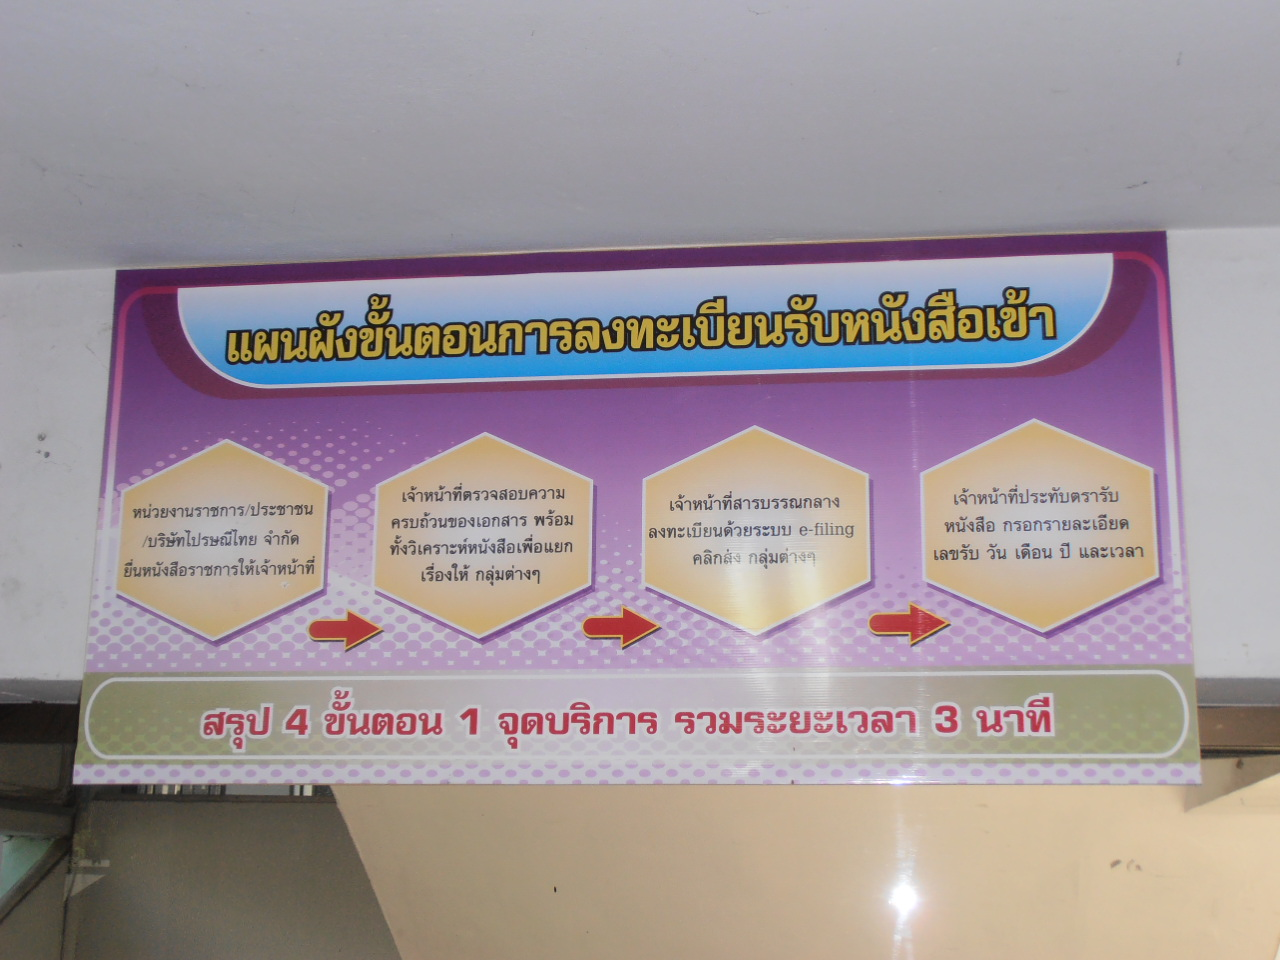 แผนผังขั้นตอนการลงทะเบียนรับหนังสือเข้า
หน่วยงานราชการ/ประชาชน
/บริษัทไปรษณีไทย จำกัด
ยื่นหนังสือราชการให้เจ้าหน้าที่
เจ้าหน้าที่ตรวจสอบความ
ครบถ้วนของเอกสาร พร้อม
ทั้งวิเคราะห์หนังสือเพื่อแยก
เรื่องให้ กลุ่มต่างๆ
เจ้าหน้าที่สารบรรณกลาง
ลงทะเบียนด้วยระบบ e-filing
คลิกส่ง กลุ่มต่างๆ
เจ้าหน้าที่ประทับตรารับ
หนังสือ กรอกรายละเอียด
เลขรับ วัน เดือน ปี และเวลา
สรุป 4 ขั้นตอน 1 จุดบริการ รวมระยะเวลา 3 นาที